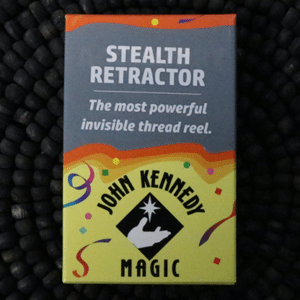 STEALTH
RETRACTOR
The most powerful
invisible thread reel.
JOHN KENNEDY
MAGIC